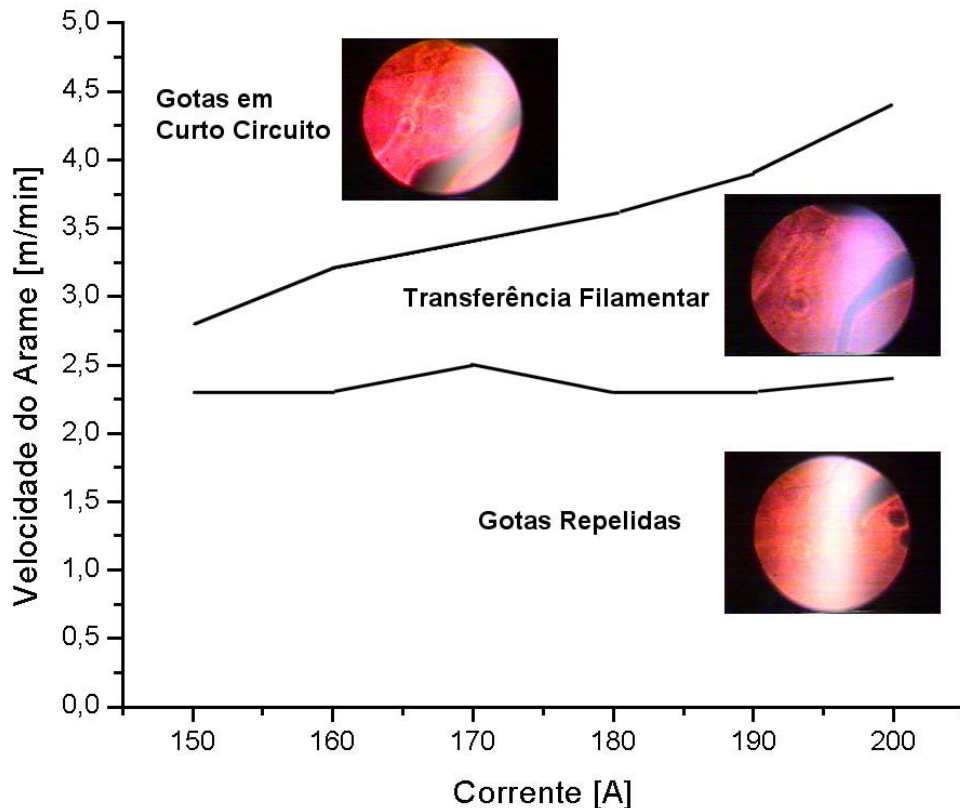 5,0
4,5
4,0
3,5
3,0
2,5
2,0
1,5
1,0
0,5
0,0
Velocidade do Arame [m/min]
Gotas em
Curto Circuito
Transferência Filamentar
Gotas Repelidas
150 160 170 180 190 200
Corrente [A]